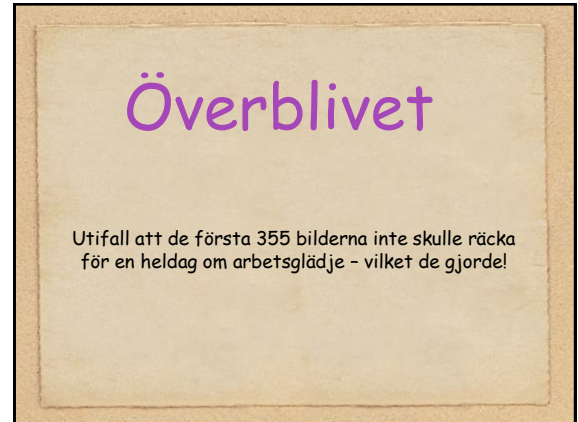 Överblivet
Utifall att de första 355 bilderna inte skulle räcka
för en heldag om arbetsglädje – vilket de gjorde!